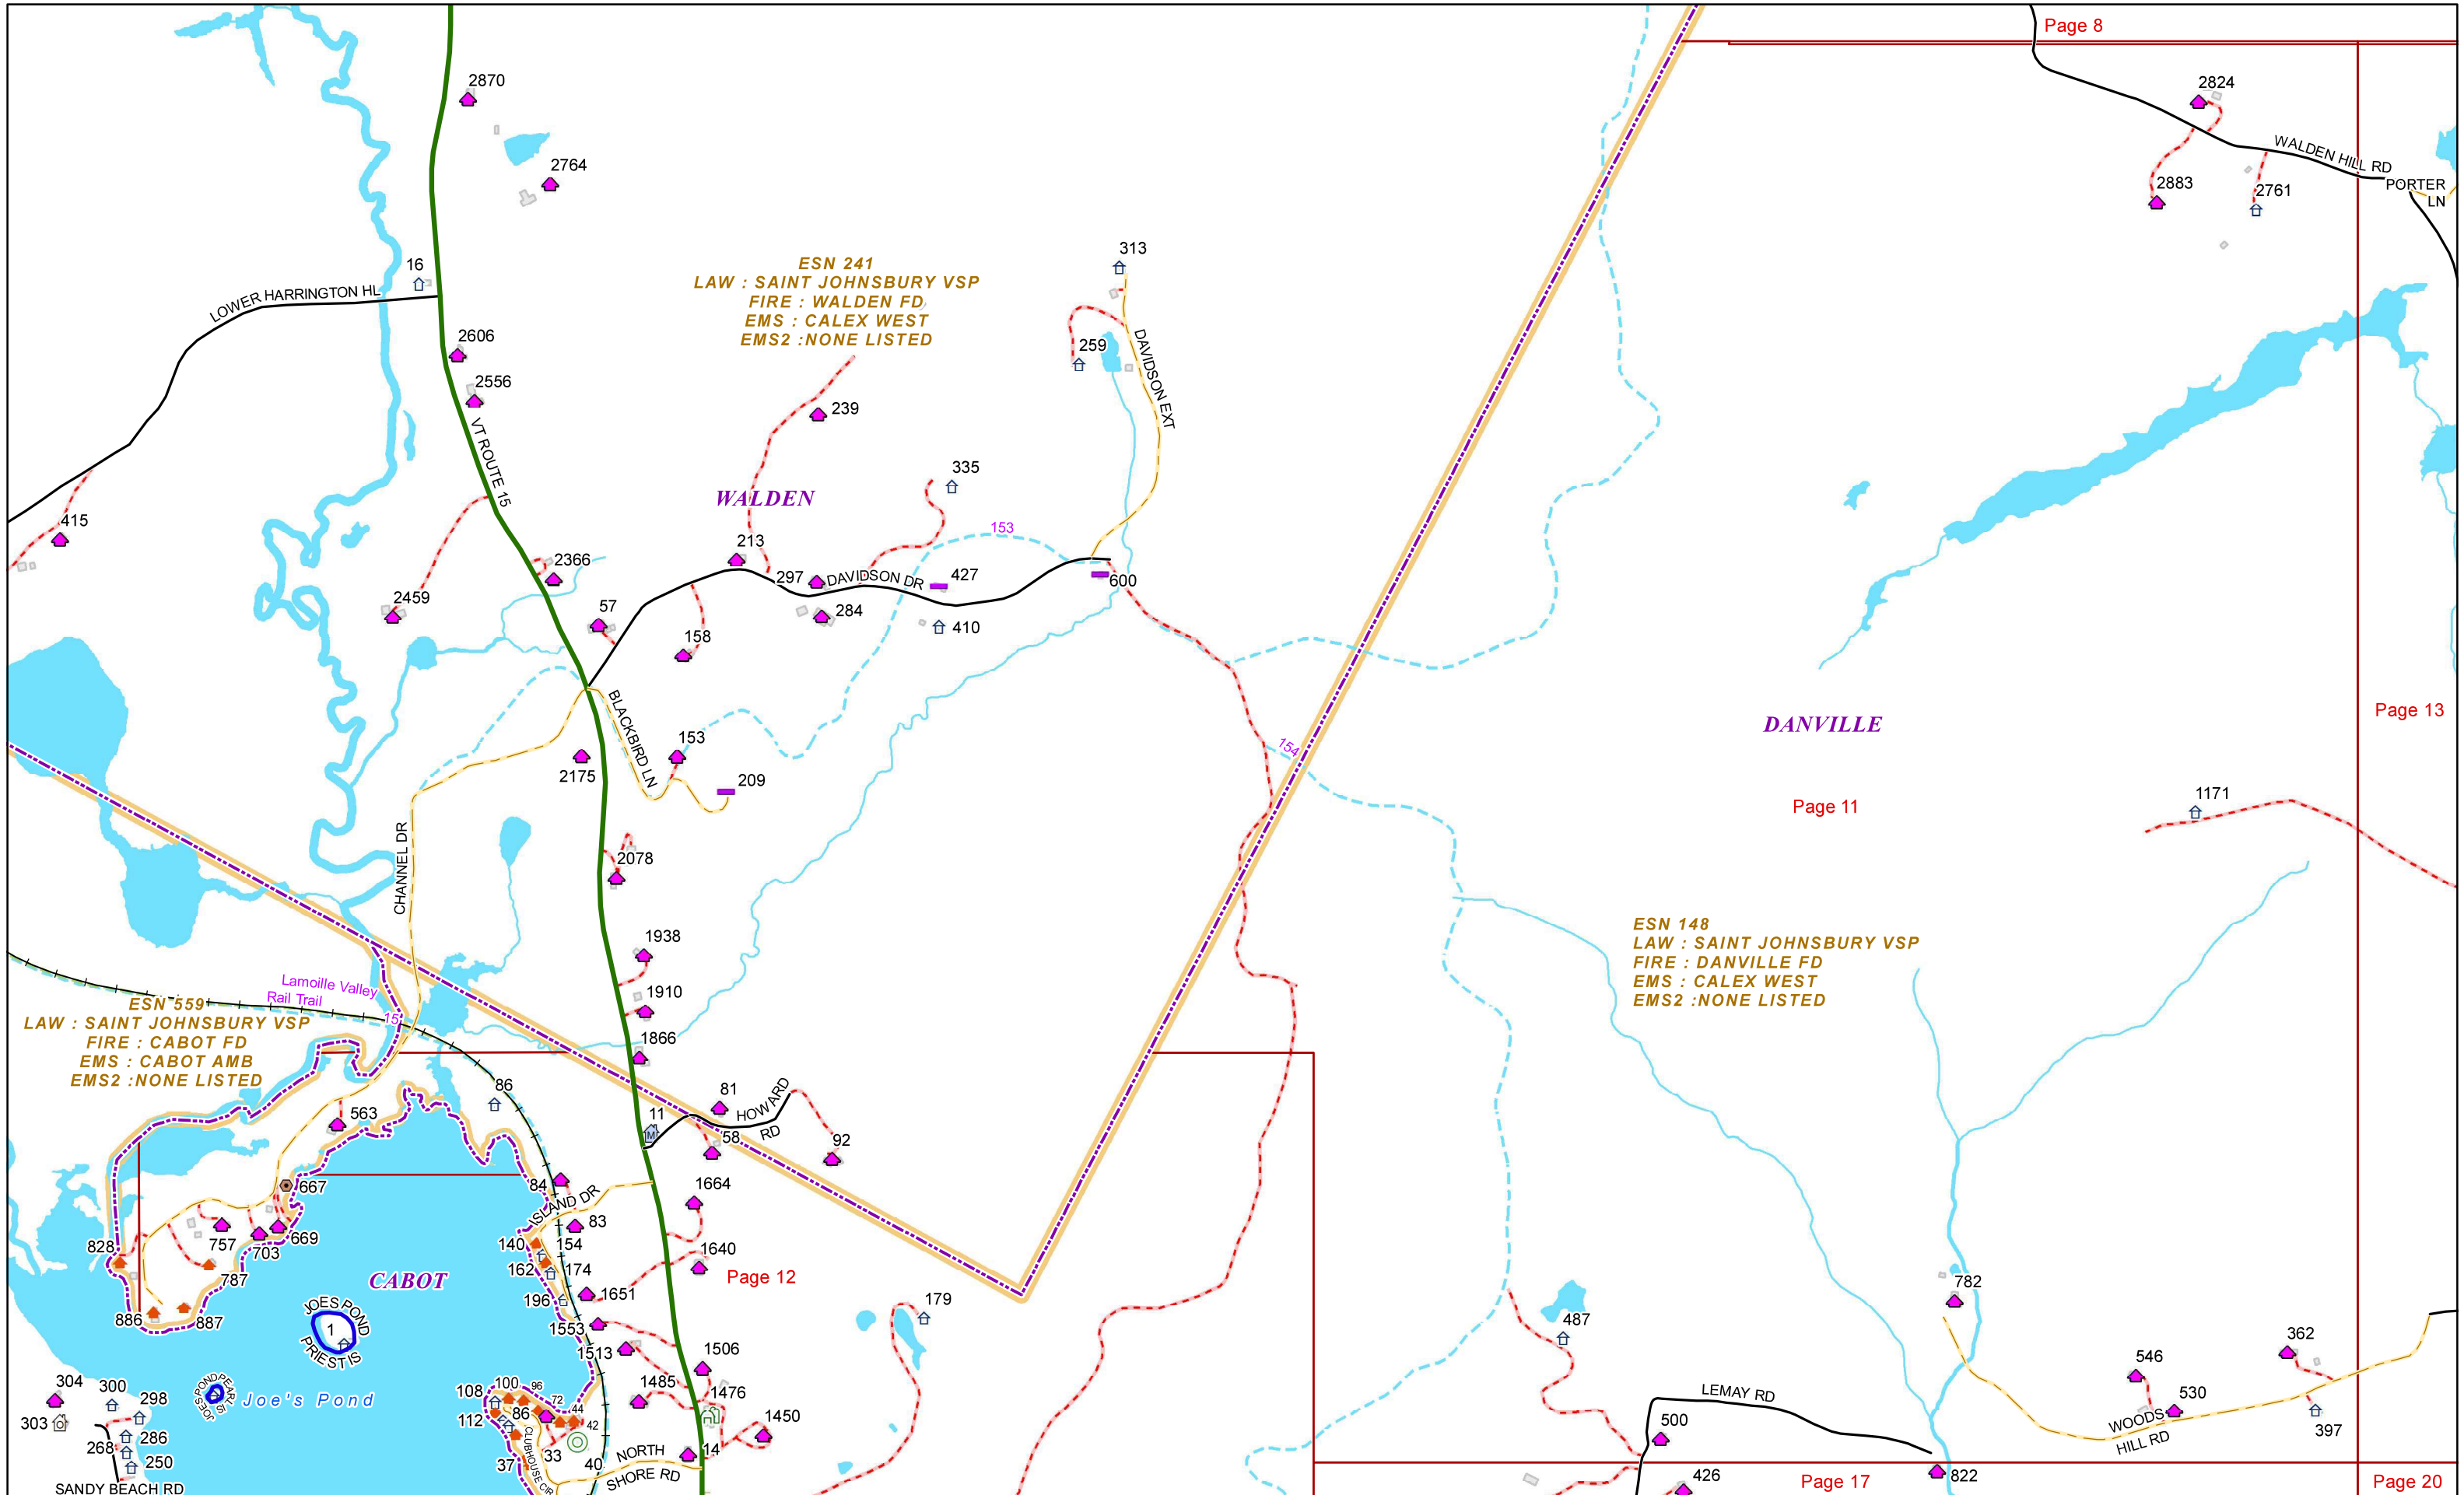 Page 8
2870
2824
2764
WALDEN HILL RD
2883
2761
PORTER
LN
313
16
ESN 241
LAW : SAINT JOHNSBURY VSP
FIRE : WALDEN FD
EMS : CALEX WEST
EMS2 :NONE LISTED
LOWER HARRINGTON HL
2606
259
DAVIDSON EXT
2556
239
VT ROUTE 15
335
WALDEN
415
153
213
2366
297
DAVIDSON DR
427
600
2459
57
284
158
410
BLACKBIRD LN
153
2175
209
154
DANVILLE
Page 13
Page 11
1171
CHANNEL DR
2078
ESN 148
LAW : SAINT JOHNSBURY VSP
FIRE : DANVILLE FD
EMS : CALEX WEST
EMS2 :NONE LISTED
1938
Lamoille Valley
Rail Trail
1910
ESN 559
LAW : SAINT JOHNSBURY VSP
FIRE : CABOT FD
EMS : CABOT AMB
EMS2 :NONE LISTED
15
1866
86
81
HOWARD
RD
563
11
M
58
92
667
84
ISLAND DR
1664
83
669
757
703
828
140
154
1640
787
162
174
Page 12
CABOT
782
196
1651
886
887
JOES POND
1
PRIEST IS
179
487
1553
1513
1506
362
546
304
300
298
JOES POND
PEARL IS
Joe's Pond
108
100
96
72
1485
1476
LEMAY RD
530
303
112
86
44
42
1450
500
WOODS
HILL RD
397
286
268
250
CLUBHOUSE CIR
33
37
40
NORTH
SHORE RD
14
426
Page 17
822
Page 20
SANDY BEACH RD